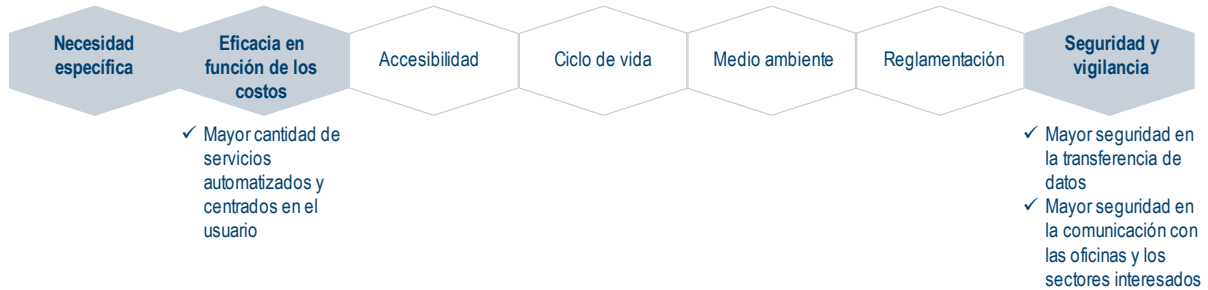 Necesidad
específica
Eficacia en
función de los
costos
Accesibilidad
Ciclo de vida
Medio ambiente
Reglamentación
Seguridad y
vigilancia
✓ Mayor cantidad de
servicios
automatizados y
centrados en el
usuario
✓ Mayor seguridad en
la transferencia de
datos
✓ Mayor seguridad en
la comunicación con
las oficinas y los
sectores interesados